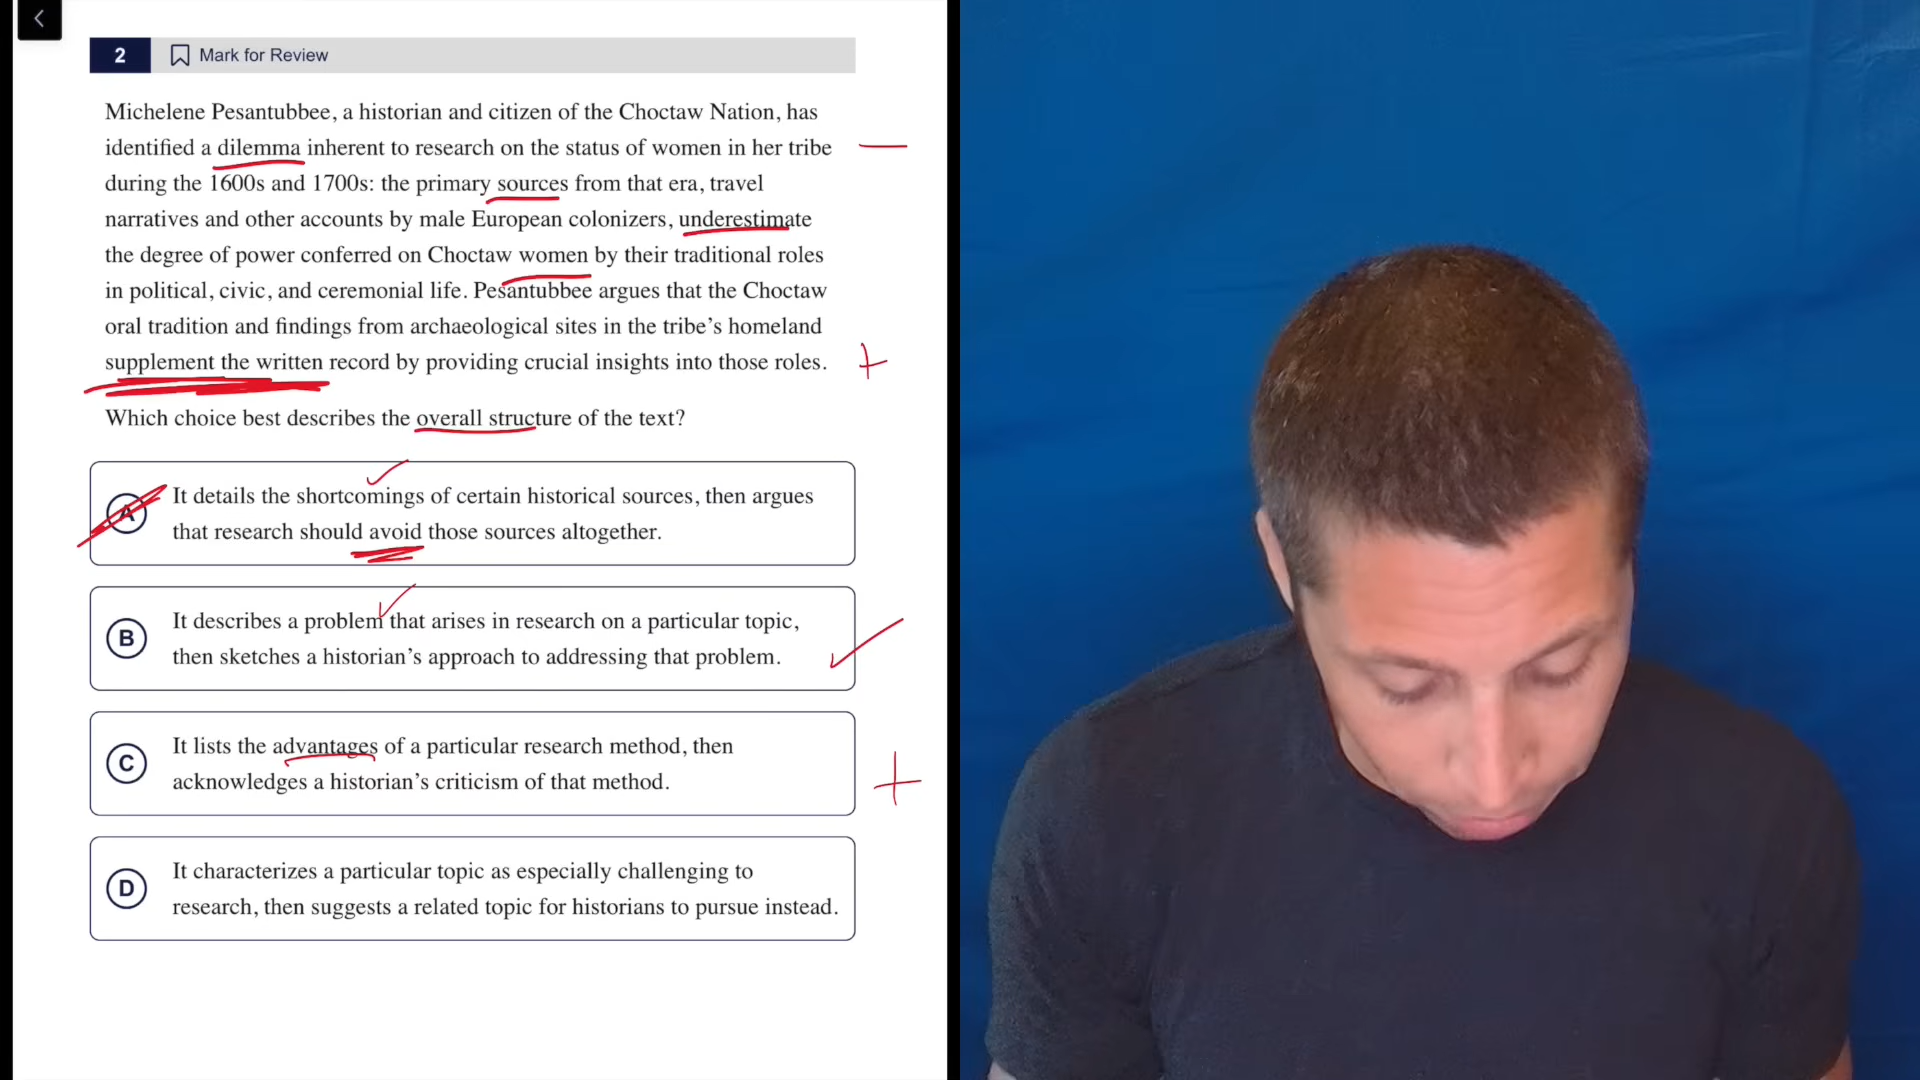 2 Mark for Review
Michelene Pesantubbee, a historian and citizen of the Choctaw Nation, has
identified a dilemma inherent to research on the status of women in her tribe
during the 1600s and 1700s: the primary sources from that era, travel
narratives and other accounts by male European colonizers, underestimate
the degree of power conferred on Choctaw women by their traditional roles
in political, civic, and ceremonial life. Pesantubbee argues that the Choctaw
oral tradition and findings from archaeological sites in the tribe's homeland
supplement the written record by providing crucial insights into those roles.
Which choice best describes the overall structure of the text?
A It details the shortcomings of certain historical sources, then argues
that research should avoid those sources altogether.
B It describes a problem that arises in research on a particular topic,
then sketches a historian's approach to addressing that problem.
C It lists the advantages of a particular research method, then
acknowledges a historian's criticism of that method.
D It characterizes a particular topic as especially challenging to
research, then suggests a related topic for historians to pursue instead.